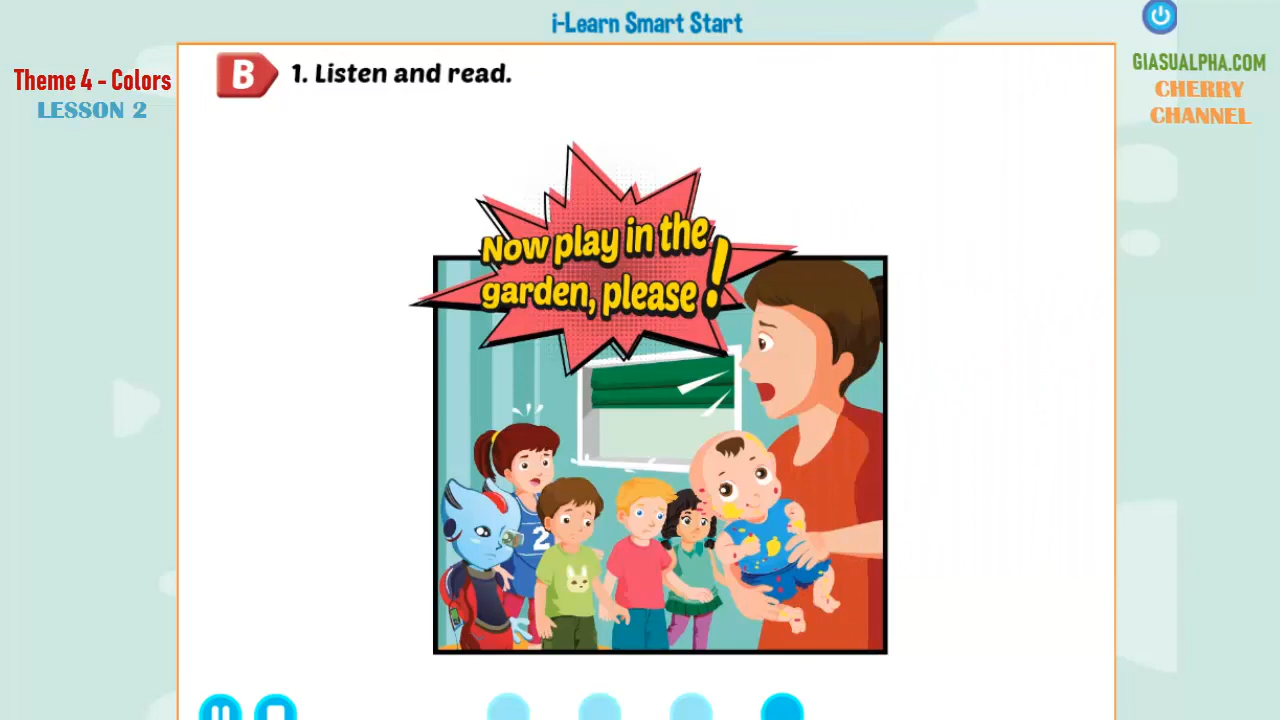 i-Learn Smart Start
Theme 4 - Colors
LESSON 2
B 1. Listen and read.
GIASUALPHA.COM
CHERRY
CHANNEL
Now play in the
garden, please!
2